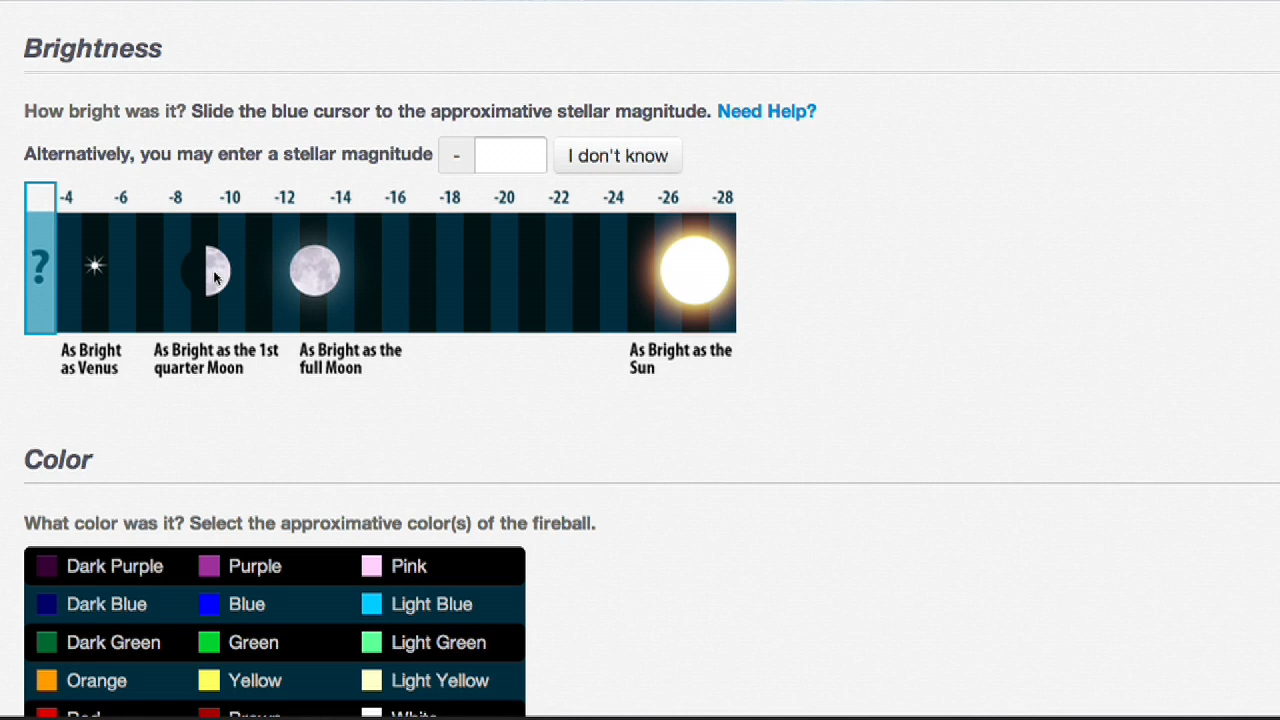 Brightness
How bright was it? Slide the blue cursor to the approximative stellar magnitude. Need Help?
Alternatively, you may enter a stellar magnitude - I don't know
-4 -6 -8 -10 -12 -14 -16 -18 -20 -22 -24 -26 -28
?
As Bright as Venus
As Bright as the 1st quarter Moon
As Bright as the full Moon
As Bright as the Sun
Color
What color was it? Select the approximative color(s) of the fireball.
Dark Purple Purple Pink
Dark Blue Blue Light Blue
Dark Green Green Light Green
Orange Yellow Light Yellow
Red Brown White